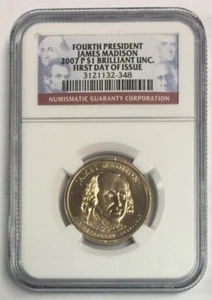 FOURTH PRESIDENT
JAMES MADISON
2007 P $1 BRILLIANT UNC.
FIRST DAY OF ISSUE
3121132-348
NUMISMATIC GUARANTY CORPORATION
JAMES MADISON